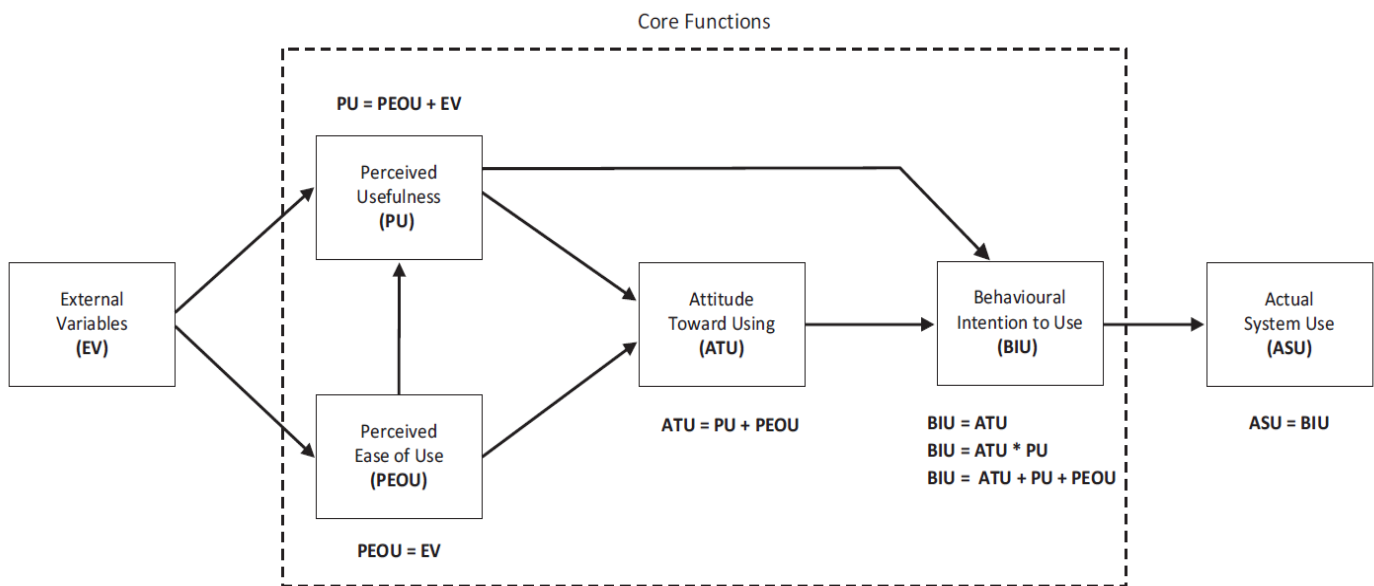 Core Functions
PU = PEOU + EV
Perceived
Usefulness
(PU)
External
Variables
(EV)
Attitude
Toward Using
(ATU)
Behavioural
Intention to Use
(BIU)
Actual
System Use
(ASU)
Perceived
Ease of Use
(PEOU)
ATU = PU + PEOU
BIU = ATU
BIU = ATU * PU
BIU = ATU + PU + PEOU
ASU = BIU
PEOU = EV